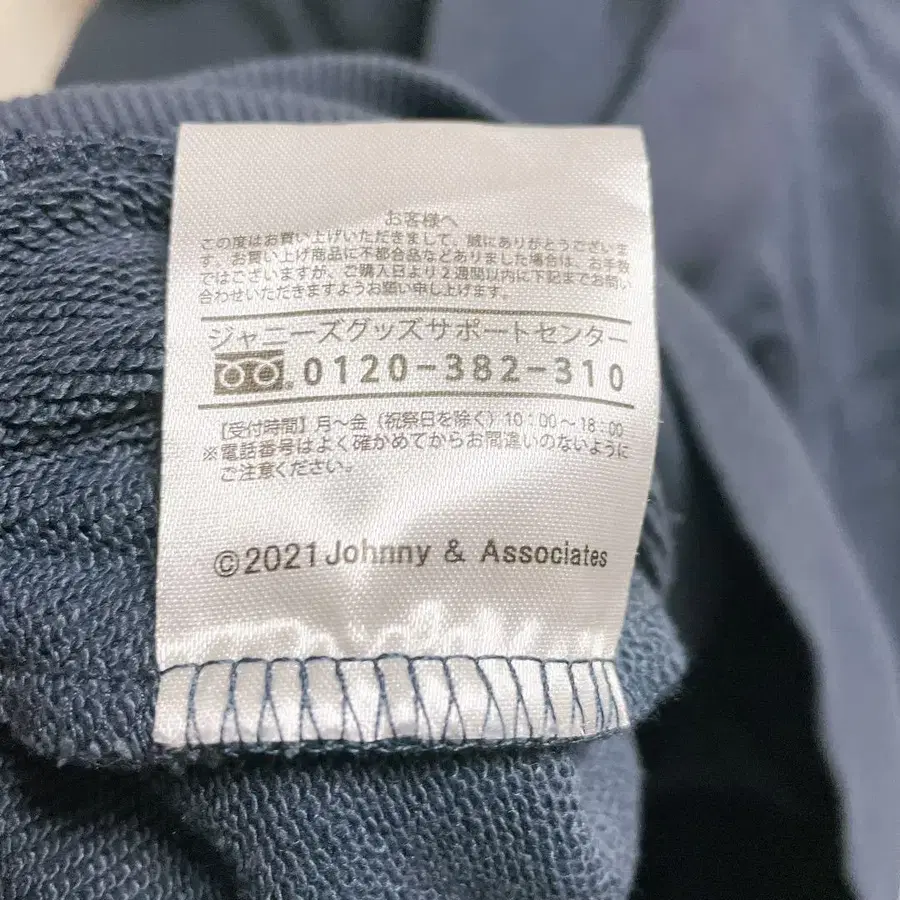 お客様へ
この度はお買い上げいただきまして、誠にありがとうございま
す。お買い上げ商品に不都合品などありました場合は、お手数
ではございますが、ご購入日より2週間以内に下記までお問い
合わせいただきますようお願い申し上げます。
ジャニーズグッズサポートセンター
0120-382-310
【受付時間】月～金（祝祭日を除く）10:00～18:00
※電話番号はよく確かめてからお間違いのないように
ご注意ください。
©2021 Johnny & Associates